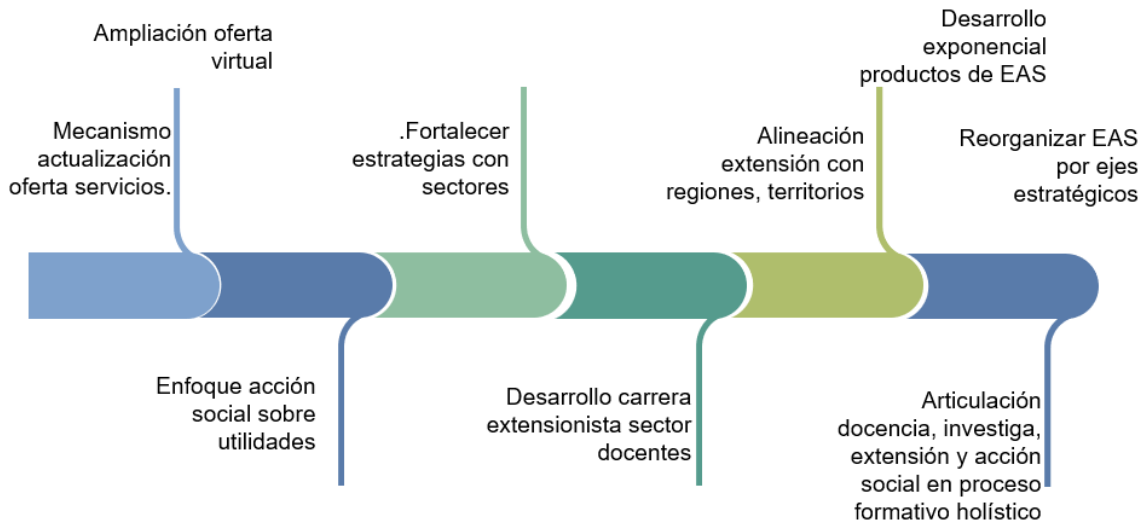 Ampliación oferta
virtual
Mecanismo
actualización
oferta servicios.
.Fortalecer
estrategias con
sectores
Alineación
extensión con
regiones, territorios
Desarrollo
exponencial
productos de EAS
Reorganizar EAS
por ejes
estratégicos
Enfoque acción
social sobre
utilidades
Desarrollo carrera
extensionista sector
docentes
Articulación
docencia, investiga,
extensión y acción
social en proceso
formativo holístico